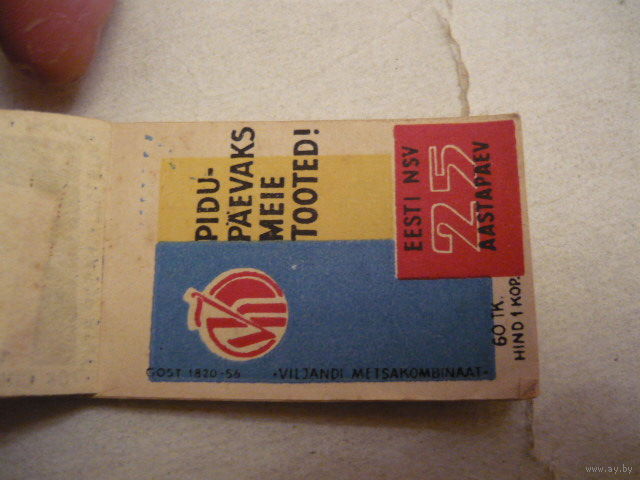 PIDU-
PÄEVAKS
MEIE
TOOTED!
EESTI NSV
25
AASTAPÄEV
60 TK.
HIND 1 KOP.
GOST 1820-56 •VILJANDI METSAKOMBINAAT•
www.ay.by